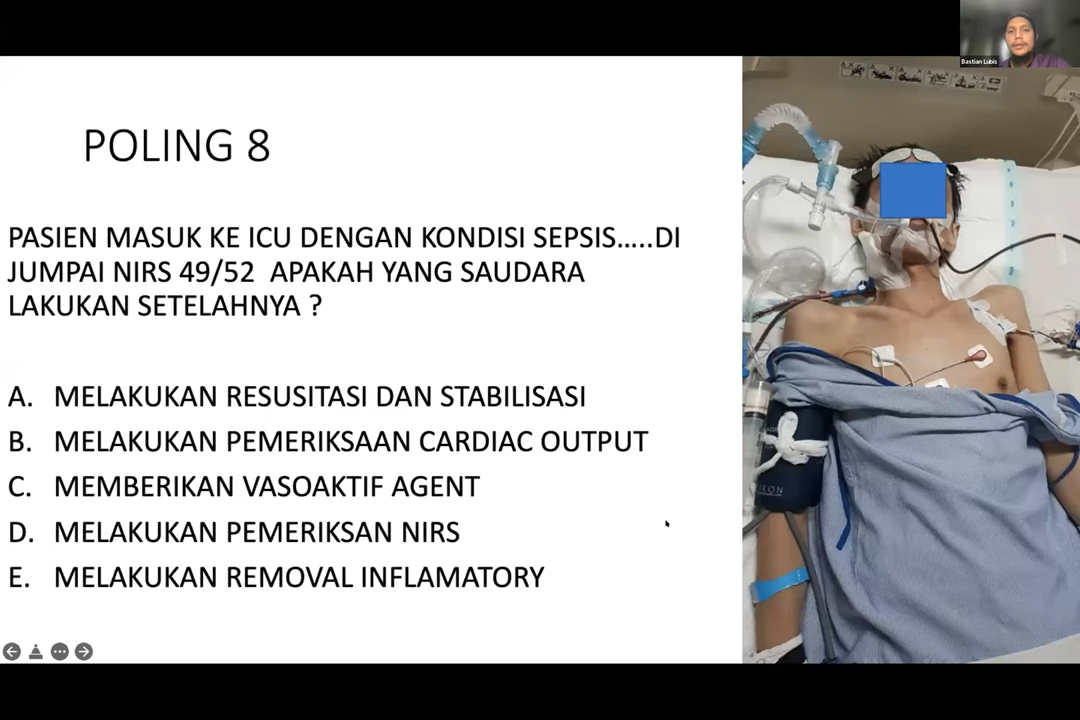 Bastian Lubis
POLING 8
PASIEN MASUK KE ICU DENGAN KONDISI SEPSIS.....DI
JUMPAI NIRS 49/52 APAKAH YANG SAUDARA
LAKUKAN SETELAHNYA ?
A. MELAKUKAN RESUSITASI DAN STABILISASI
B. MELAKUKAN PEMERIKSAAN CARDIAC OUTPUT
C. MEMBERIKAN VASOAKTIF AGENT
D. MELAKUKAN PEMERIKSAN NIRS
E. MELAKUKAN REMOVAL INFLAMATORY